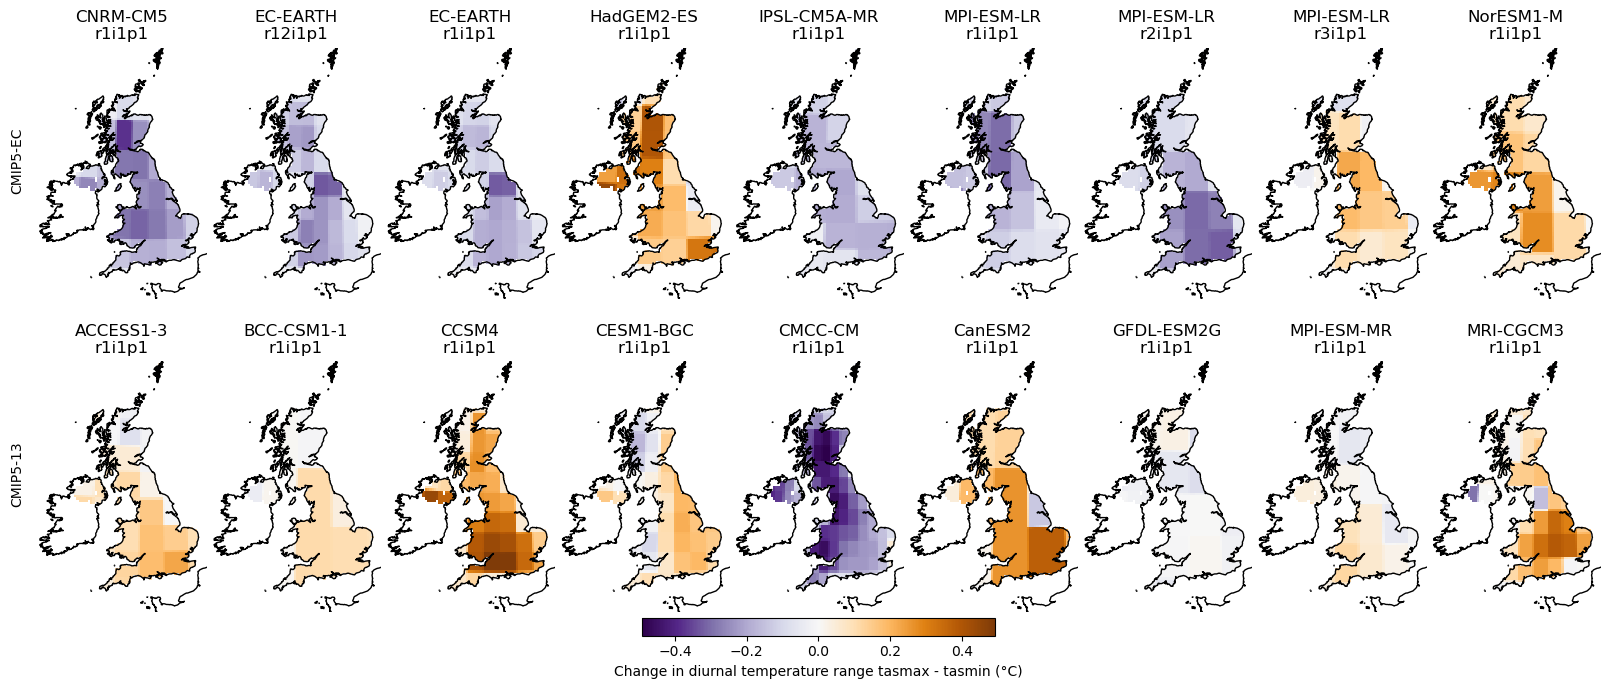 CNRM-CM5 EC-EARTH EC-EARTH HadGEM2-ES IPSL-CM5A-MR MPI-ESM-LR MPI-ESM-LR MPI-ESM-LR NorESM1-M
r1i1p1 r12i1p1 r1i1p1 r1i1p1 r1i1p1 r1i1p1 r2i1p1 r3i1p1 r1i1p1
CMIP5-EC
ACCESS1-3 BCC-CSM1-1 CCSM4 CESM1-BGC CMCC-CM CanESM2 GFDL-ESM2G MPI-ESM-MR MRI-CGCM3
r1i1p1 r1i1p1 r1i1p1 r1i1p1 r1i1p1 r1i1p1 r1i1p1 r1i1p1 r1i1p1
CMIP5-13
−0.4 −0.2 0.0 0.2 0.4
Change in diurnal temperature range tasmax - tasmin (°C)